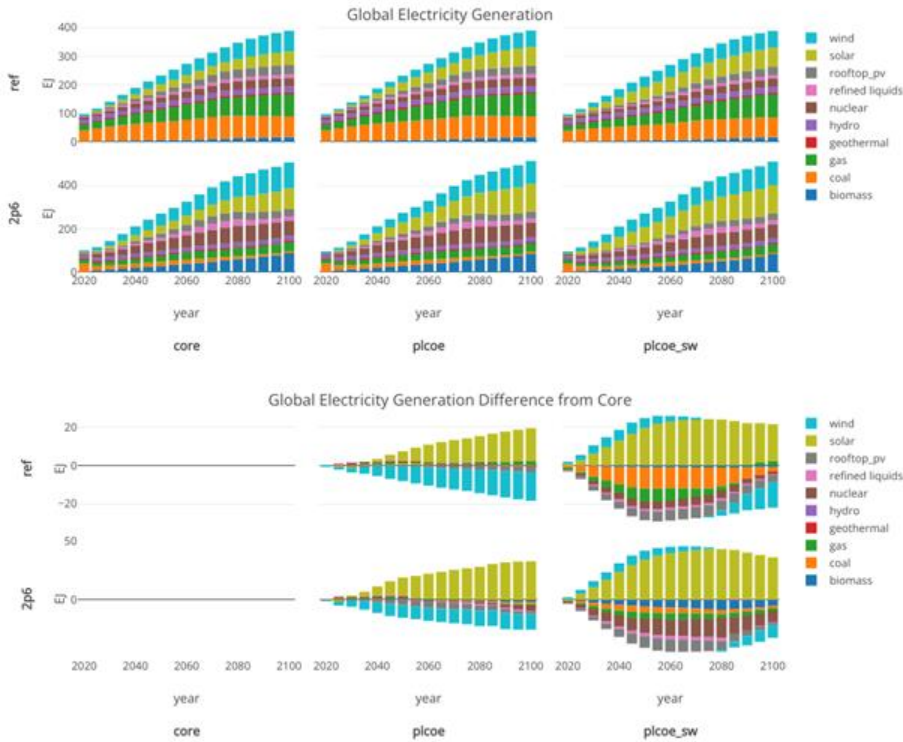 Global Electricity Generation
400
300
200
100
0
EJ
ref
400
200
0
EJ
2p6
2020 2040 2060 2080 2100
2020 2040 2060 2080 2100
2020 2040 2060 2080 2100
year
year
year
core
plcoe
plcoe_sw
wind
solar
rooftop_pv
refined liquids
nuclear
hydro
geothermal
gas
coal
biomass
Global Electricity Generation Difference from Core
20
0
−20
EJ
ref
50
0
EJ
2p6
2020 2040 2060 2080 2100
2020 2040 2060 2080 2100
2020 2040 2060 2080 2100
year
year
year
core
plcoe
plcoe_sw
wind
solar
rooftop_pv
refined liquids
nuclear
hydro
geothermal
gas
coal
biomass